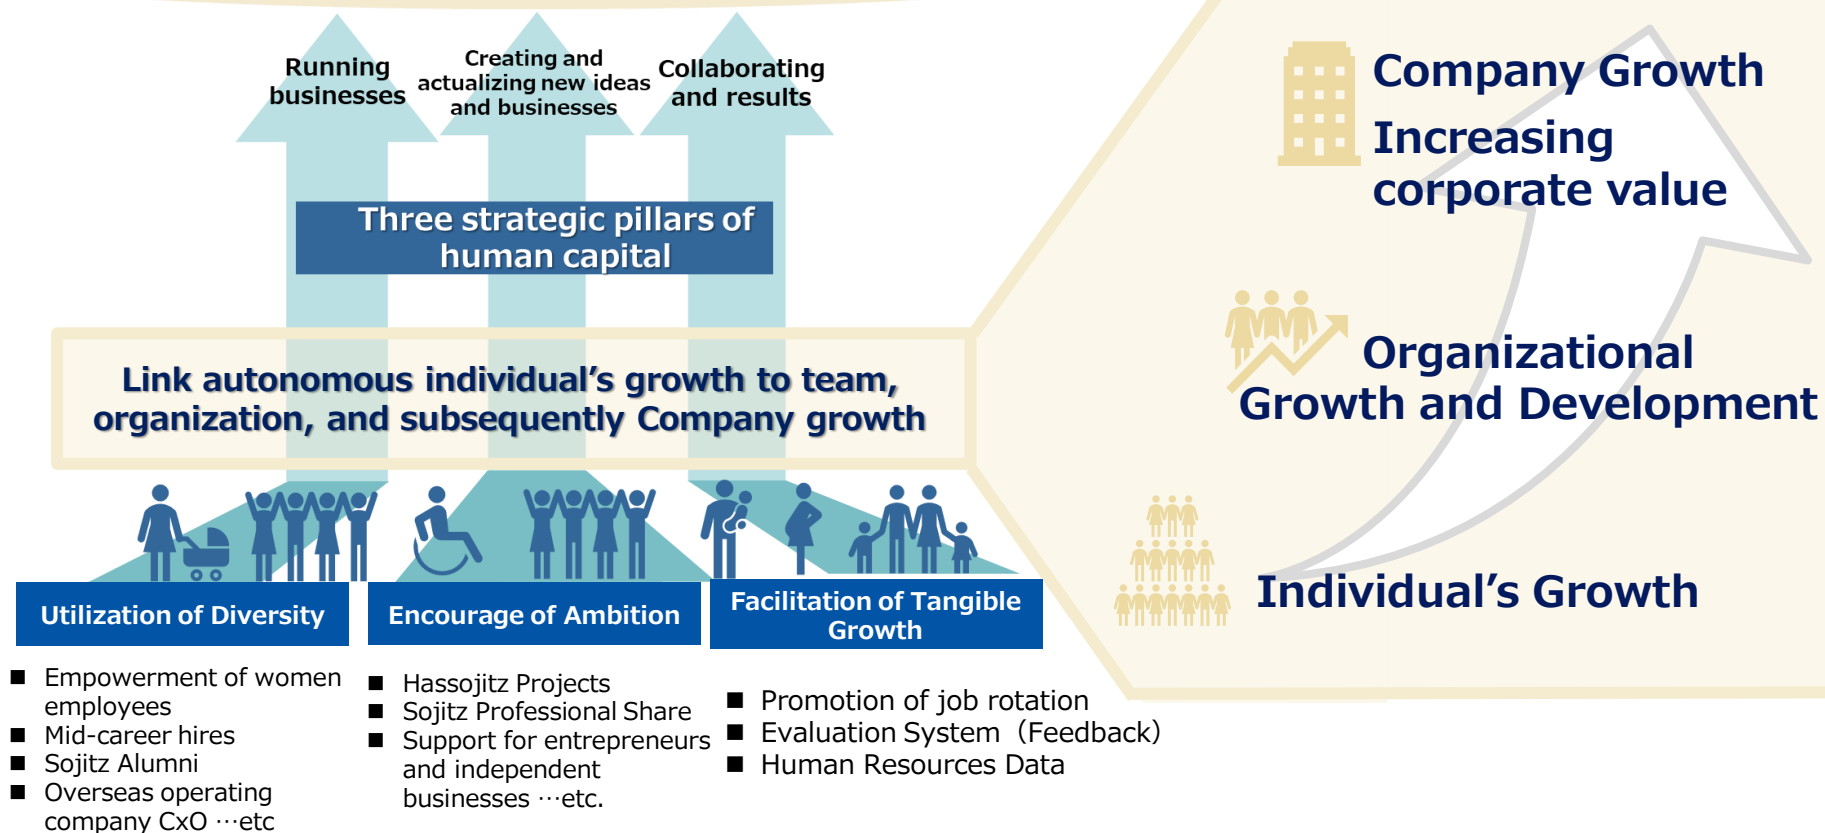 Running
businesses
Creating and
actualizing new ideas
and businesses
Collaborating
and results
Three strategic pillars of
human capital
Link autonomous individual’s growth to team,
organization, and subsequently Company growth
Utilization of Diversity
■ Empowerment of women
employees
■ Mid-career hires
■ Sojitz Alumni
■ Overseas operating
company CxO …etc
Encourage of Ambition
■ Hassojitz Projects
■ Sojitz Professional Share
■ Support for entrepreneurs
and independent
businesses …etc.
Facilitation of Tangible
Growth
■ Promotion of job rotation
■ Evaluation System（Feedback）
■ Human Resources Data
Company Growth
Increasing
corporate value
Organizational
Growth and Development
Individual’s Growth